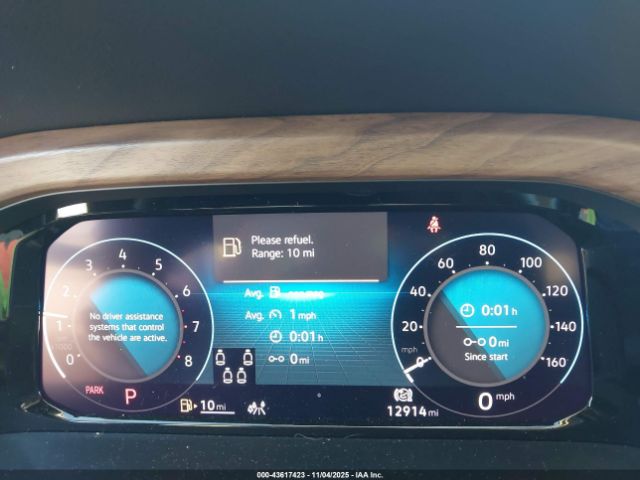 Please refuel.
Range: 10 mi
Avg.
Avg. 1 mph
0:01 h
0 mi
0
1
2
3
4
5
6
7
8
No driver assistance
systems that control
the vehicle are active.
PARK
P
10 mi
0
20
40
60
80
100
120
140
160
mph
0:01 h
0 mi
Since start
12914 mi
0 mph
000-43617423 - 11/04/2025 - IAA Inc.